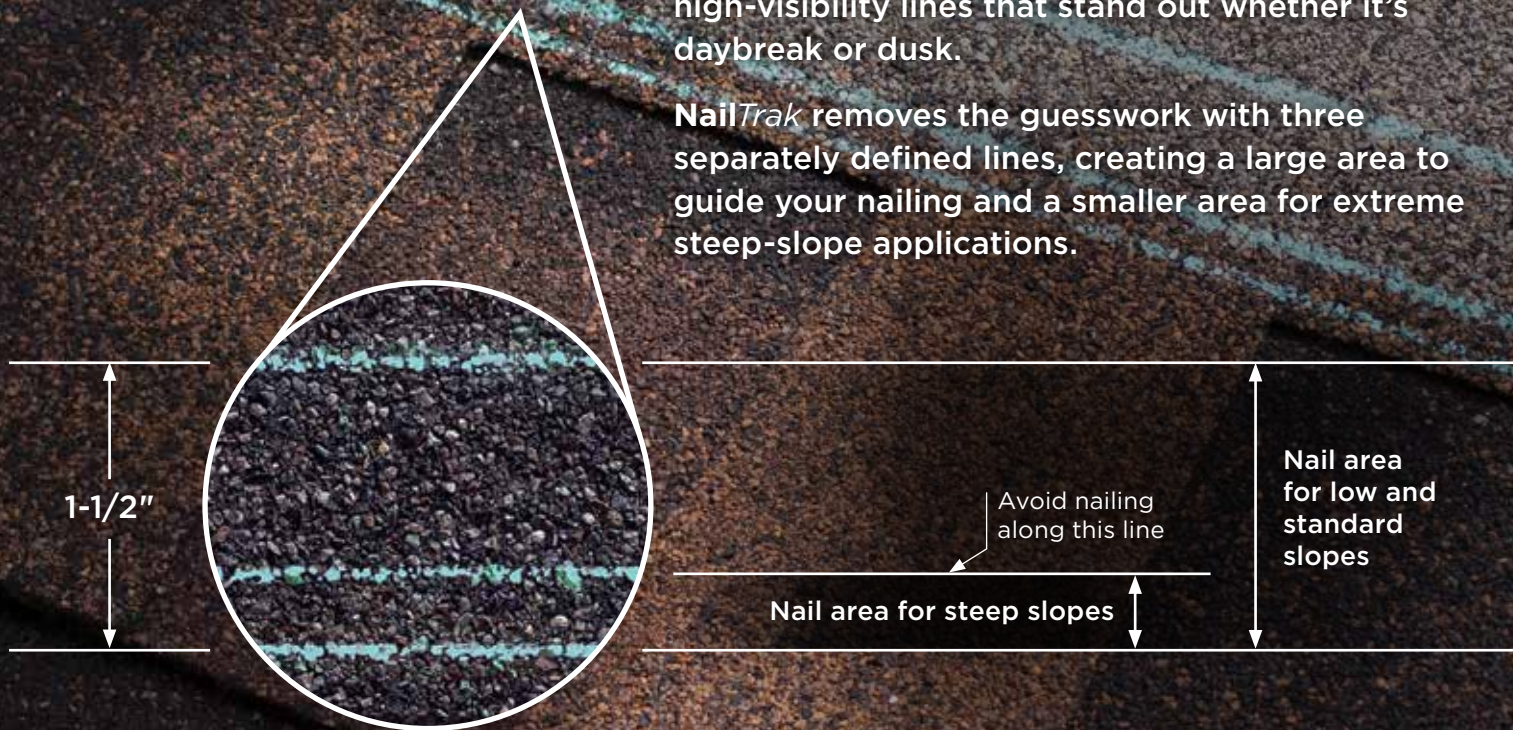 high-visibility lines that stand out whether it's
daybreak or dusk.
NailTrak removes the guesswork with three
separately defined lines, creating a large area to
guide your nailing and a smaller area for extreme
steep-slope applications.
1-1/2"
Avoid nailing
along this line
Nail area for steep slopes
Nail area
for low and
standard
slopes